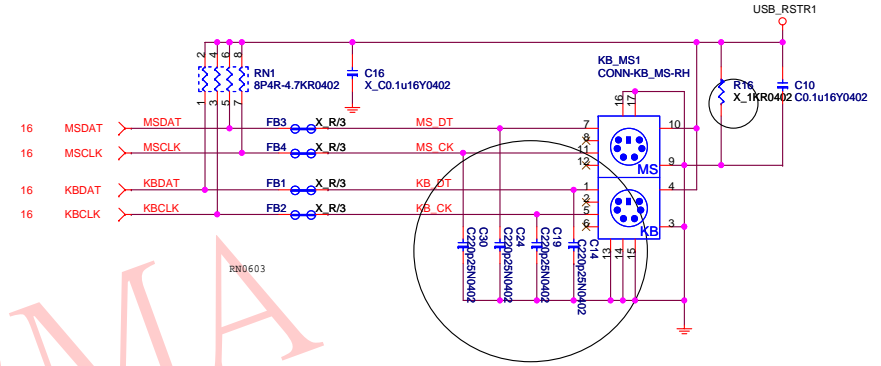 USB_RSTR1
2
4
6
8
RN1
8P4R-4.7KR0402
1
3
5
7
C16
X_C0.1u16Y0402
KB_MS1
CONN-KB_MS-RH
R16
X_1KR0402
C10
C0.1u16Y0402
16
17
16 MSDAT MSDAT FB3 X_R/3 MS_DT 7 10
8
16 MSCLK MSCLK FB4 X_R/3 MS_CK 11
12 MS 9
16 KBDAT KBDAT FB1 X_R/3 KB_DT 1 4
2
16 KBCLK KBCLK FB2 X_R/3 KB_CK 5
6 KB 3
C30
C220p25N0402
C24
C220p25N0402
C19
C220p25N0402
C14
C220p25N0402
13
14
15
RN0603
MA